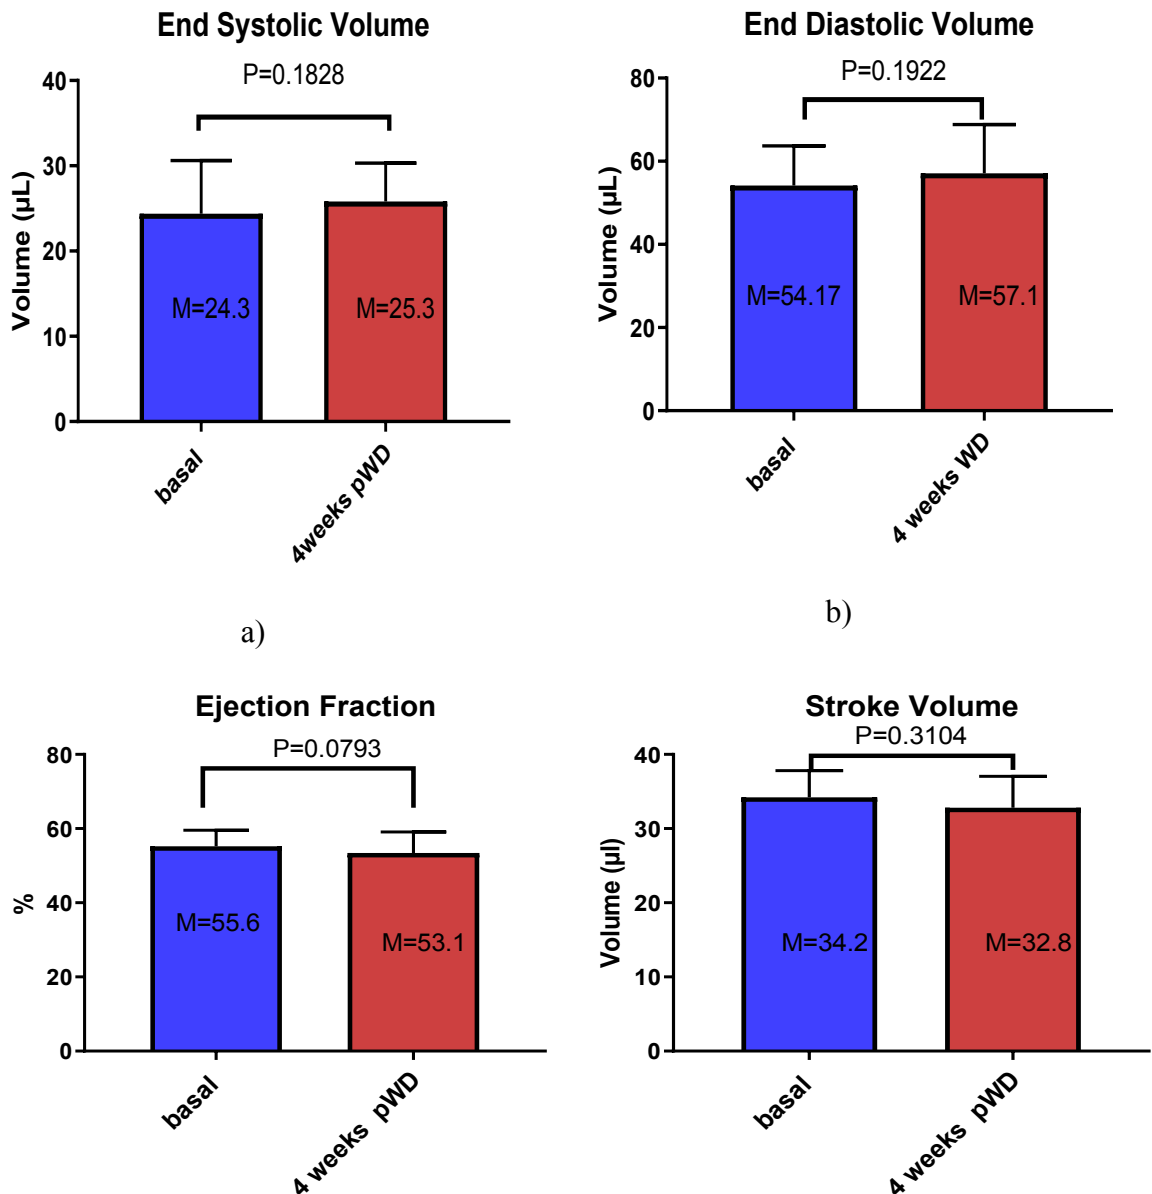 End Systolic Volume
P=0.1828
40
30
20
10
0
Volume (µL)
M=24.3
M=25.3
basal
4weeks pWD
a)
End Diastolic Volume
P=0.1922
80
60
40
20
0
Volume (µL)
M=54.17
M=57.1
basal
4 weeks WD
b)
Ejection Fraction
P=0.0793
80
60
40
20
0
%
M=55.6
M=53.1
basal
4 weeks pWD
Stroke Volume
P=0.3104
40
30
20
10
0
Volume (µl)
M=34.2
M=32.8
basal
4 weeks pWD